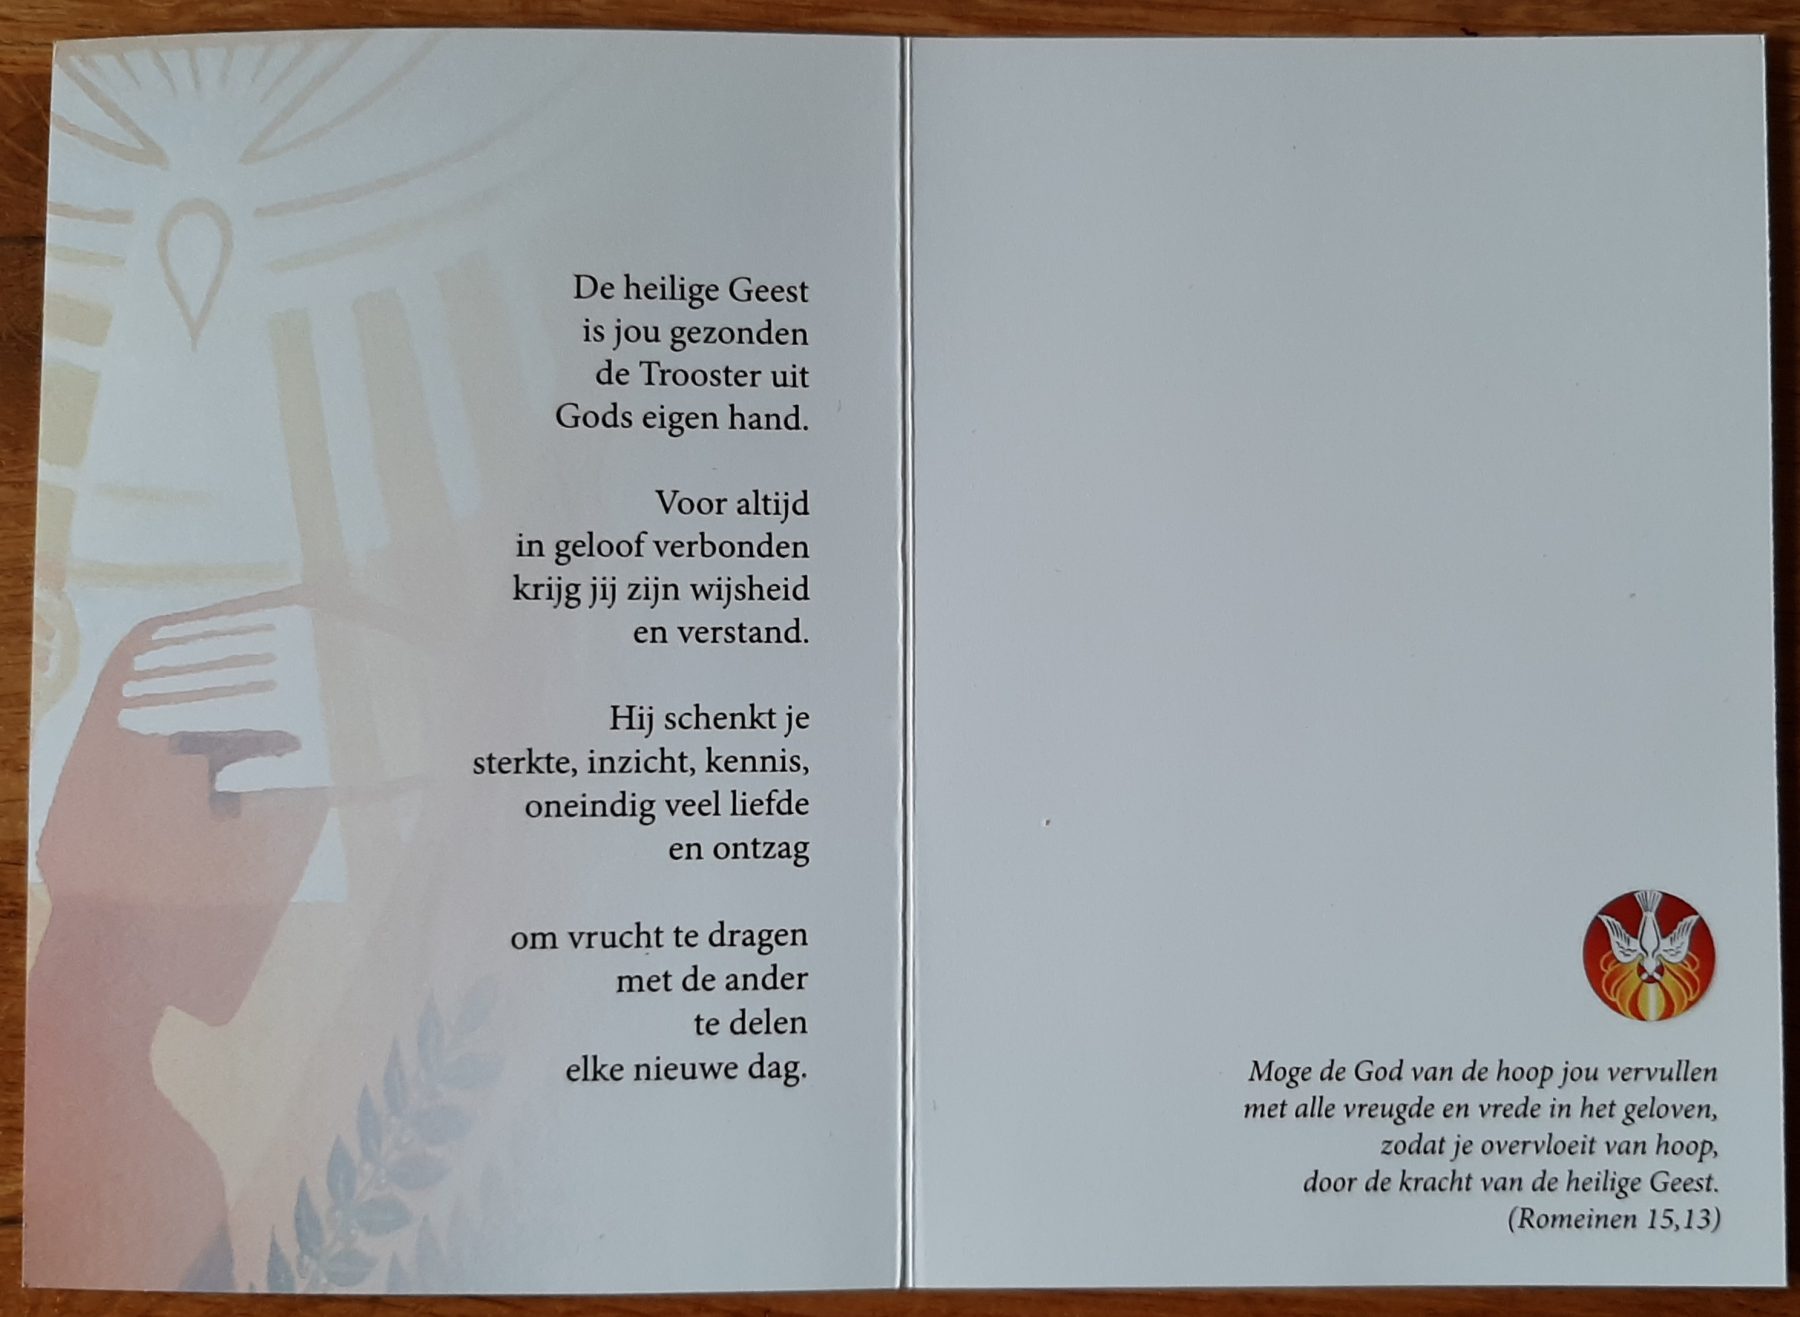 De heilige Geest
is jou gezonden
de Trooster uit
Gods eigen hand.
Voor altijd
in geloof verbonden
krijg jij zijn wijsheid
en verstand.
Hij schenkt je
sterkte, inzicht, kennis,
oneindig veel liefde
en ontzag
om vrucht te dragen
met de ander
te delen
elke nieuwe dag.
Moge de God van de hoop jou vervullen
met alle vreugde en vrede in het geloven,
zodat je overvloeit van hoop,
door de kracht van de heilige Geest.
(Romeinen 15,13)